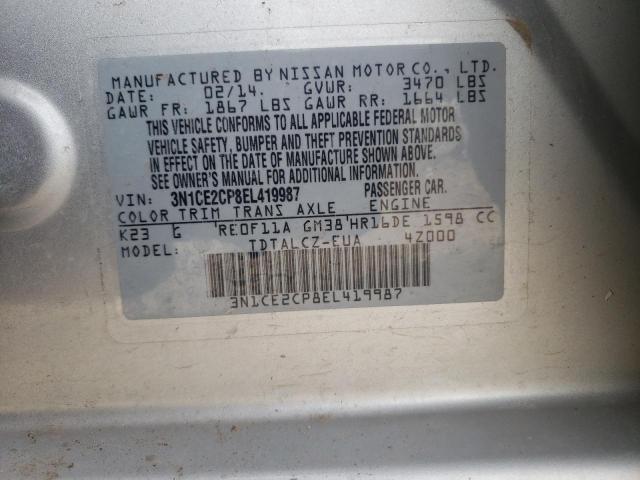 MANUFACTURED BY NISSAN MOTOR CO., LTD.
DATE: 02/14. GVWR: 3470 LBS
GAWR FR: 1867 LBS GAWR RR: 1664 LBS
THIS VEHICLE CONFORMS TO ALL APPLICABLE FEDERAL MOTOR
VEHICLE SAFETY, BUMPER AND THEFT PREVENTION STANDARDS
IN EFFECT ON THE DATE OF MANUFACTURE SHOWN ABOVE.
SEE OWNER'S MANUAL FOR ADDITIONAL INFORMATION.
VIN: 3N1CE2CP8EL419987 PASSENGER CAR.
COLOR TRIM TRANS AXLE ENGINE
K23 G 'RE0F11A GM38'HR16DE 1598 CC
MODEL: TDTALCZ-EUA 4Z000
3N1CE2CP8EL419987